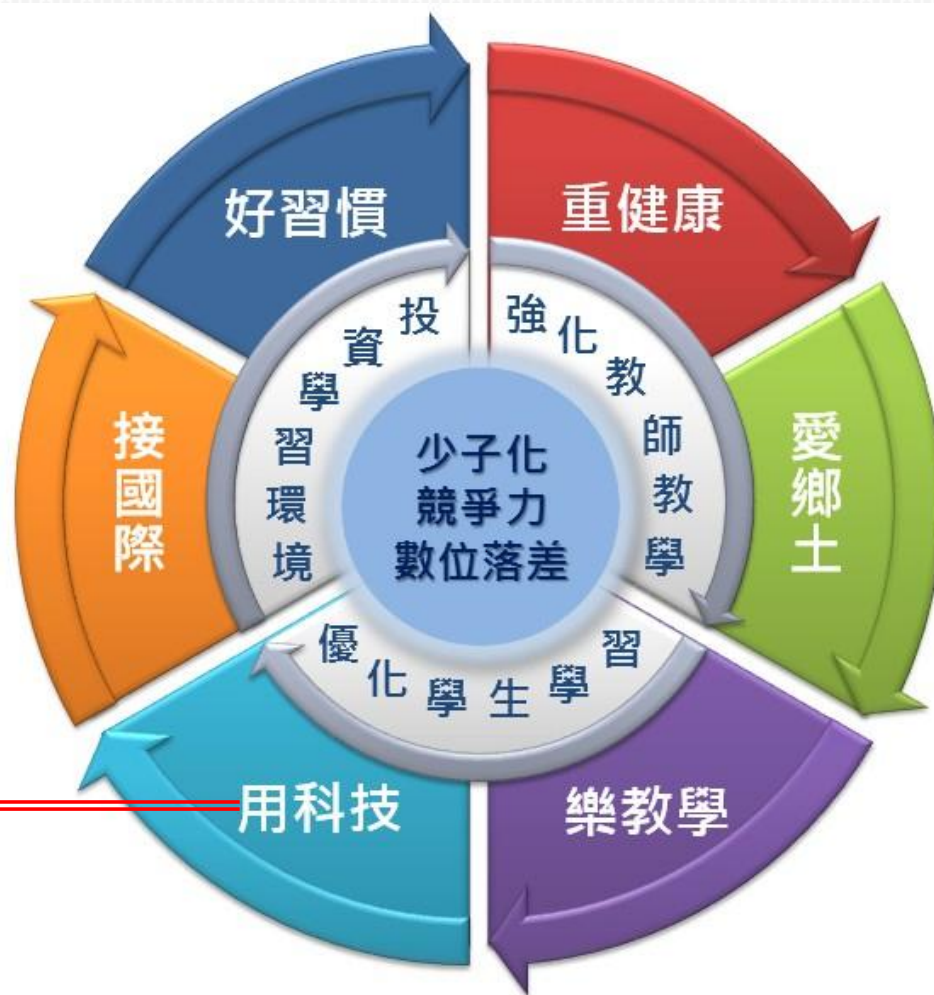 好習慣
重健康
愛鄉土
樂教學
用科技
接國際
投資學習環境
強化教師教學
優化學生學習
少子化
競爭力
數位落差